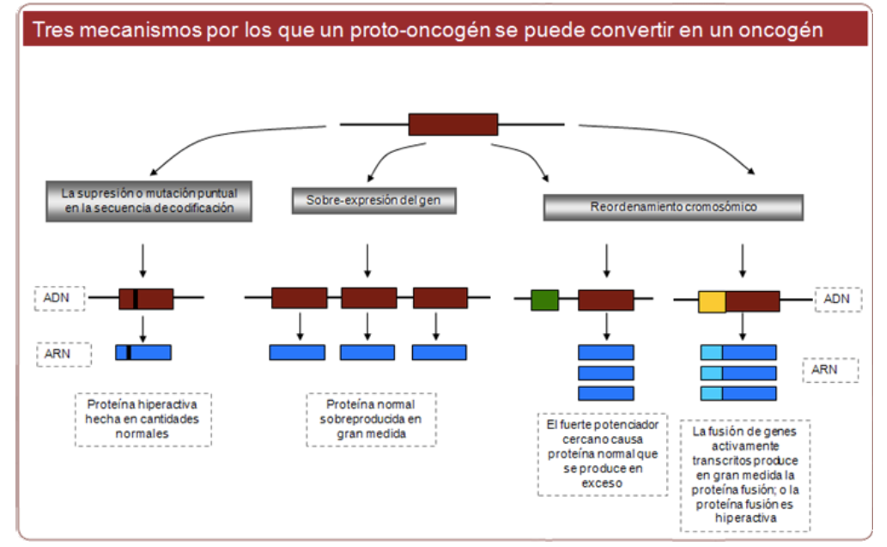 Tres mecanismos por los que un proto-oncogén se puede convertir en un oncogén
La supresión o mutación puntual
en la secuencia de codificación
Sobre-expresión del gen
Reordenamiento cromosómico
ADN
ADN
ARN
ARN
Proteína hiperactiva
hecha en cantidades
normales
Proteína normal
sobreproducida en
gran medida
El fuerte potenciador
cercano causa
proteína normal que
se produce en
exceso
La fusión de genes
activamente
transcritos produce
en gran medida la
proteína fusión; o la
proteína fusión es
hiperactiva